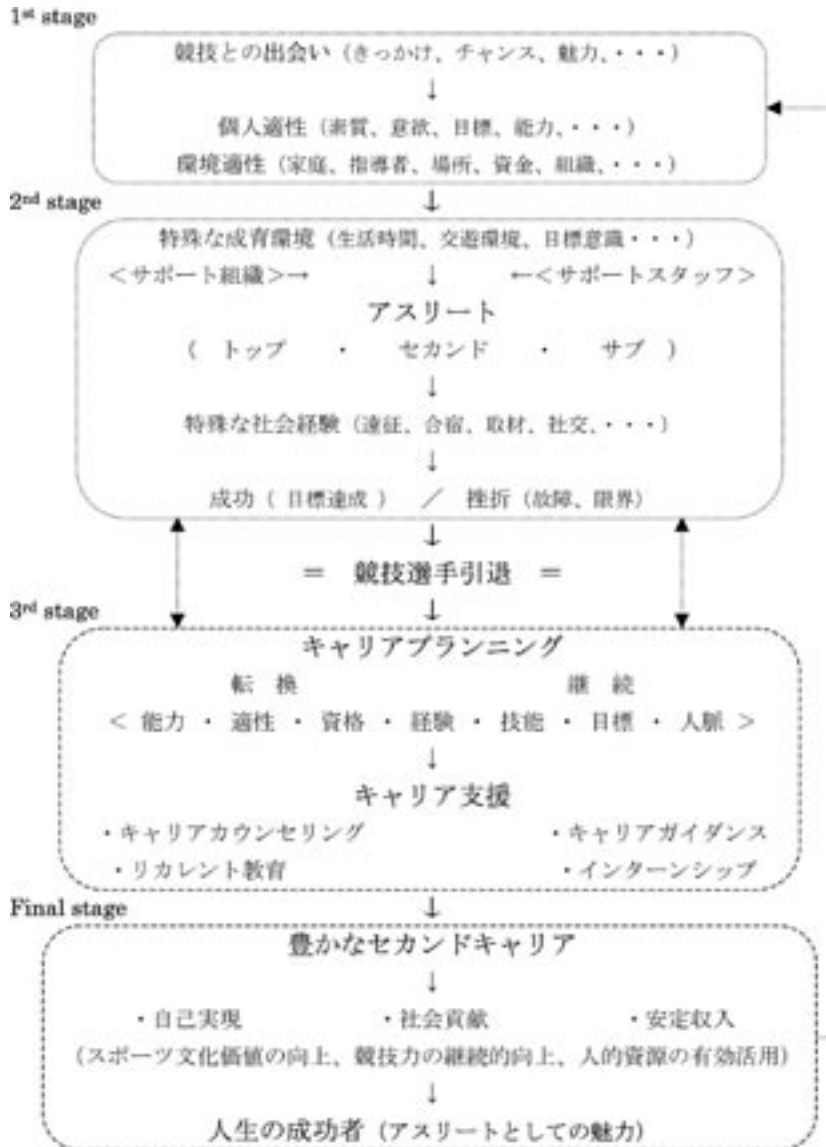 1st stage
競技との出会い（きっかけ、チャンス、魅力、・・・）
↓
個人適性（素質、意欲、目標、能力、・・・）
環境適性（家庭、指導者、場所、資金、組織、・・・）
↓
2nd stage
特殊な成育環境（生活時間、交遊環境、目標意識・・・）
＜サポート組織＞→ ↓ ←＜サポートスタッフ＞
アスリート
（ トップ ・ セカンド ・ サブ ）
↓
特殊な社会経験（遠征、合宿、取材、社交、・・・）
↓
成功（ 目標達成 ） ／ 挫折（故障、限界）
↓
＝ 競技選手引退 ＝
↓
3rd stage
キャリアプランニング
転 換 継 続
＜ 能力 ・ 適性 ・ 資格 ・ 経験 ・ 技能 ・ 目標 ・ 人脈 ＞
↓
キャリア支援
・キャリアカウンセリング ・キャリアガイダンス
・リカレント教育 ・インターンシップ
↓
Final stage
豊かなセカンドキャリア
↓
・自己実現 ・社会貢献 ・安定収入
（スポーツ文化価値の向上、競技力の継続的向上、人的資源の有効活用）
↓
人生の成功者（アスリートとしての魅力）